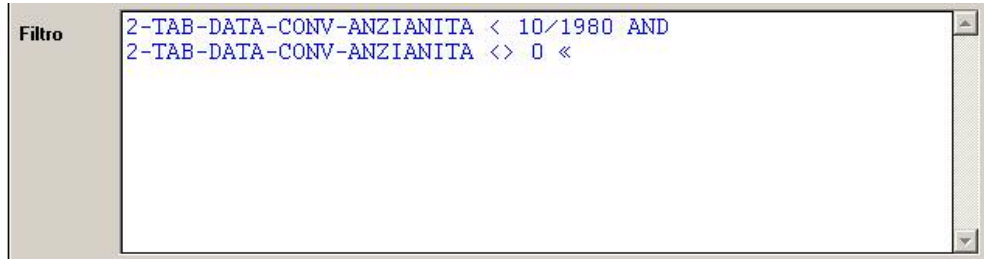 Filtro
2-TAB-DATA-CONV-ANZIANITA < 10/1980 AND
2-TAB-DATA-CONV-ANZIANITA <> 0 «